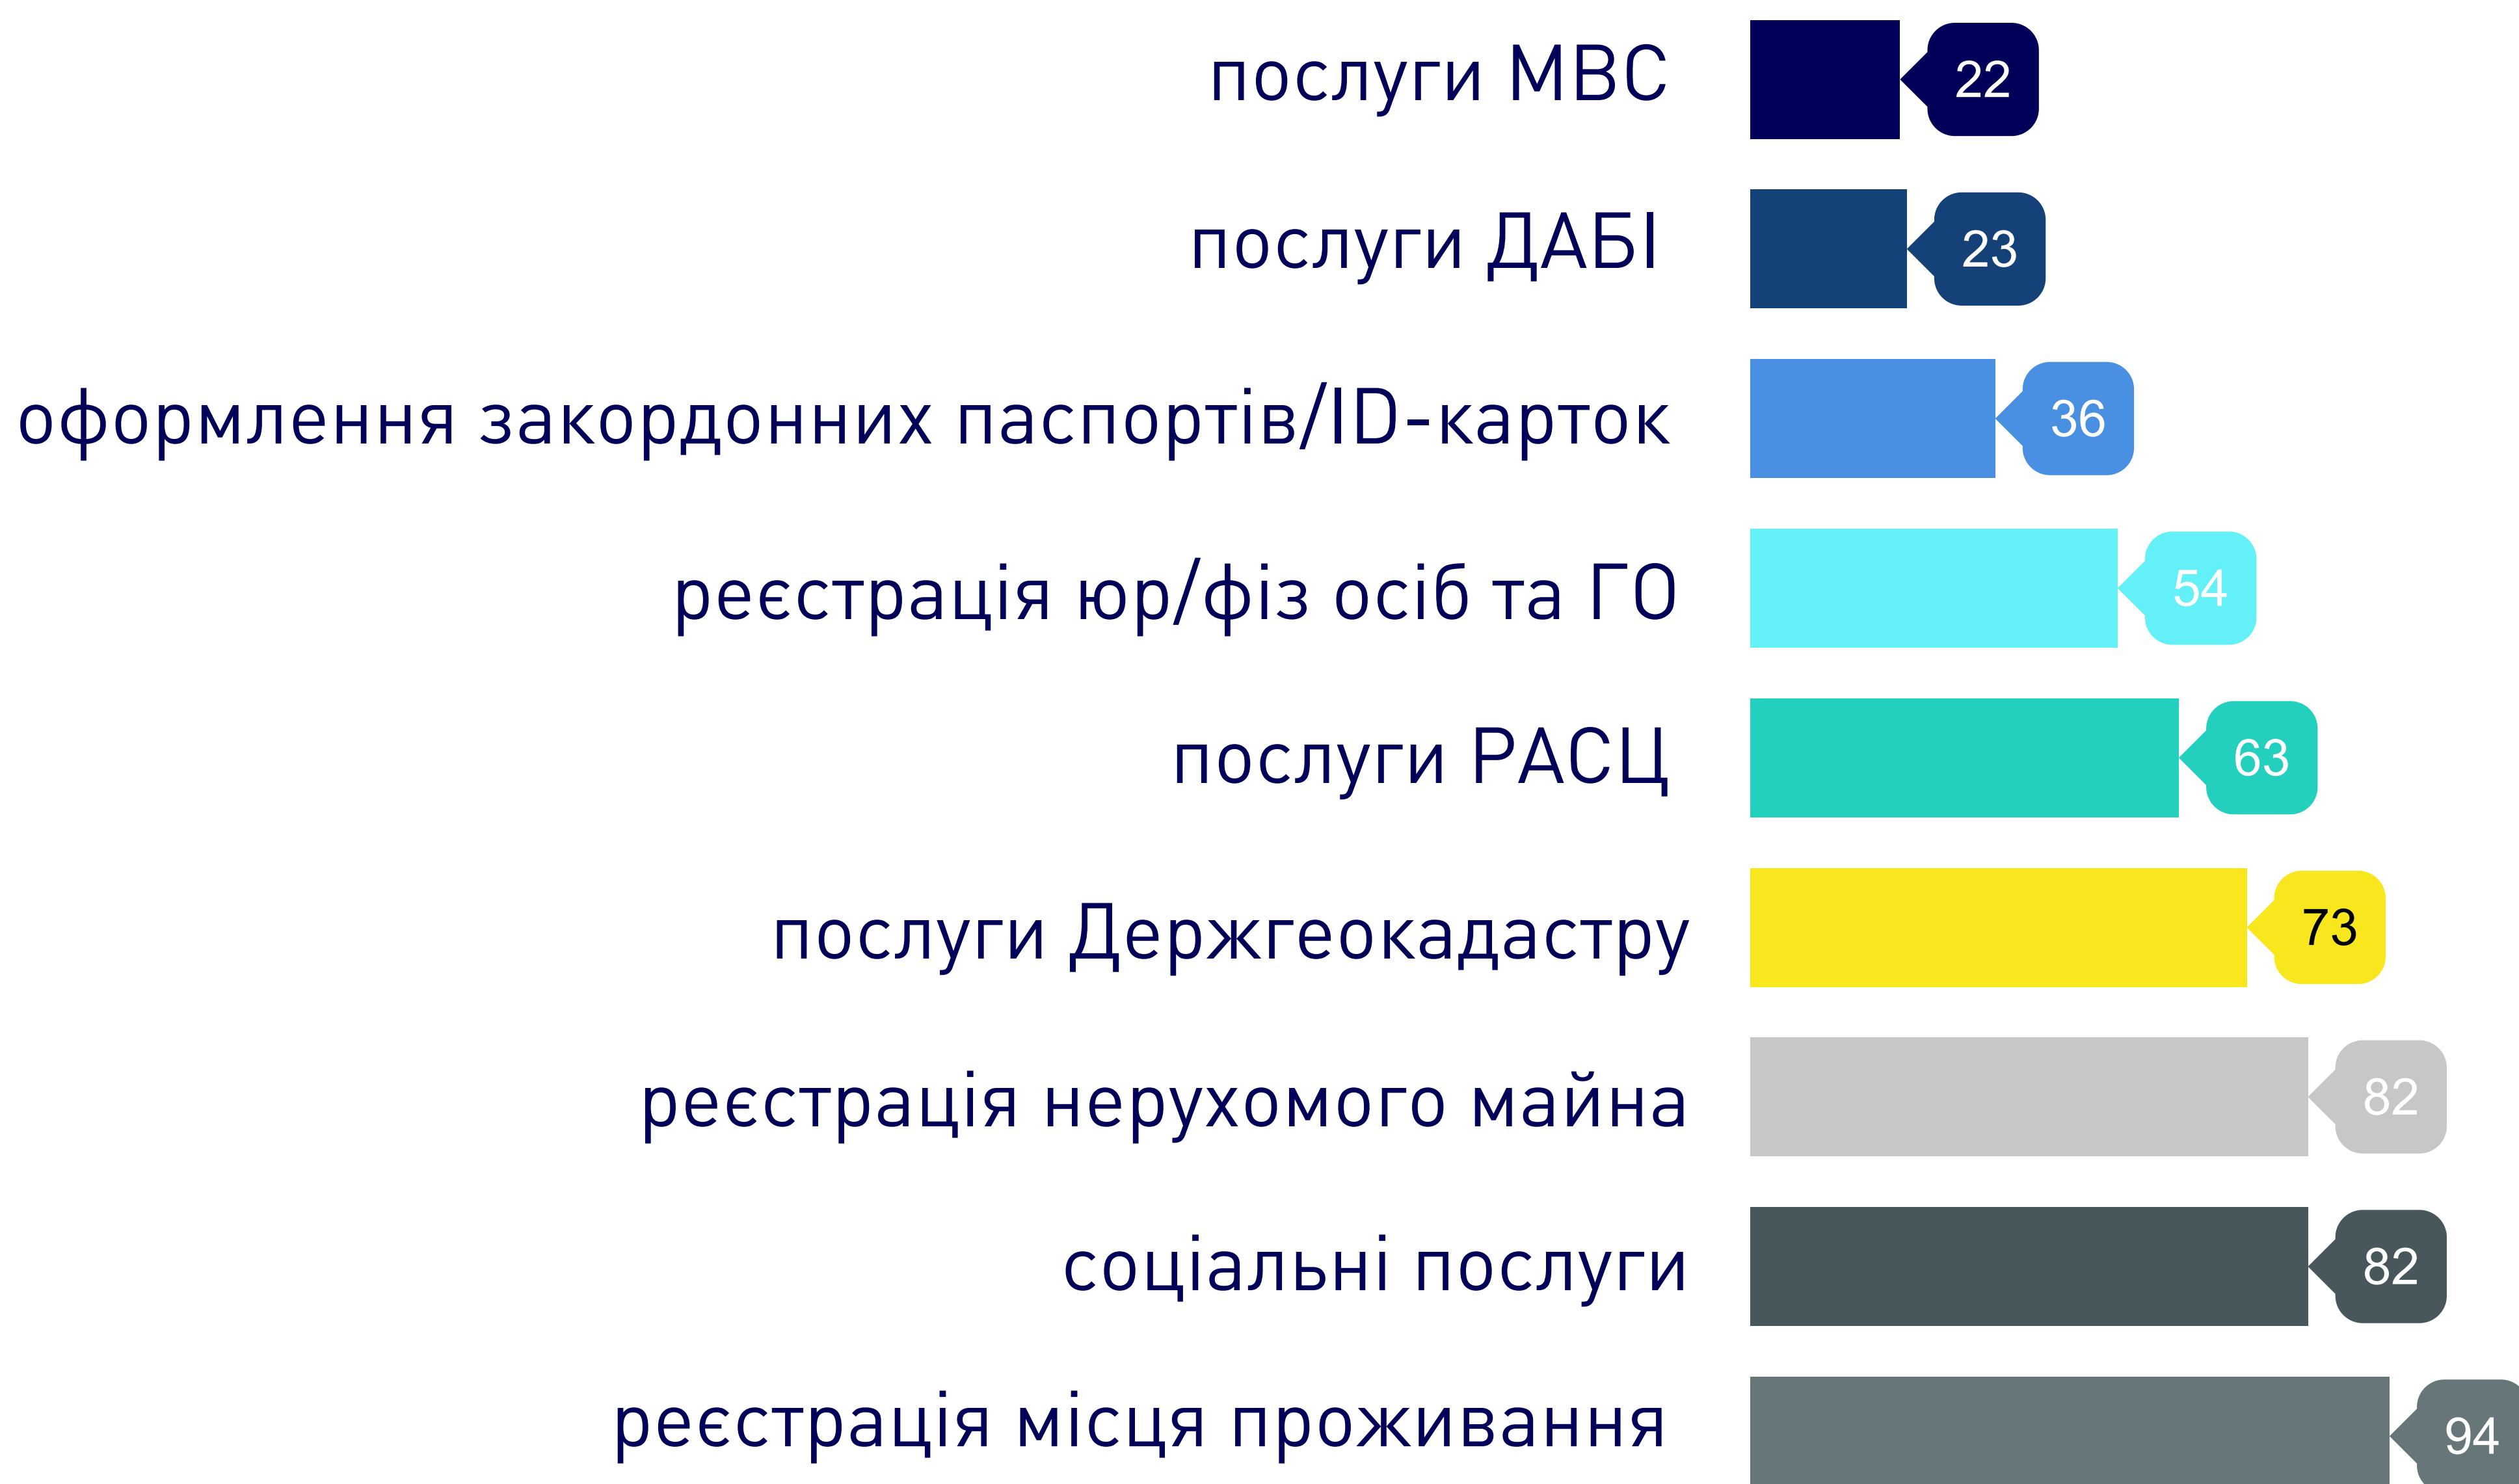 послуги МВС 22
послуги ДАБІ 23
оформлення закордонних паспортів/ID-карток 36
реєстрація юр/фіз осіб та ГО 54
послуги РАСЦ 63
послуги Держгеокадастру 73
реєстрація нерухомого майна 82
соціальні послуги 82
реєстрація місця проживання 94